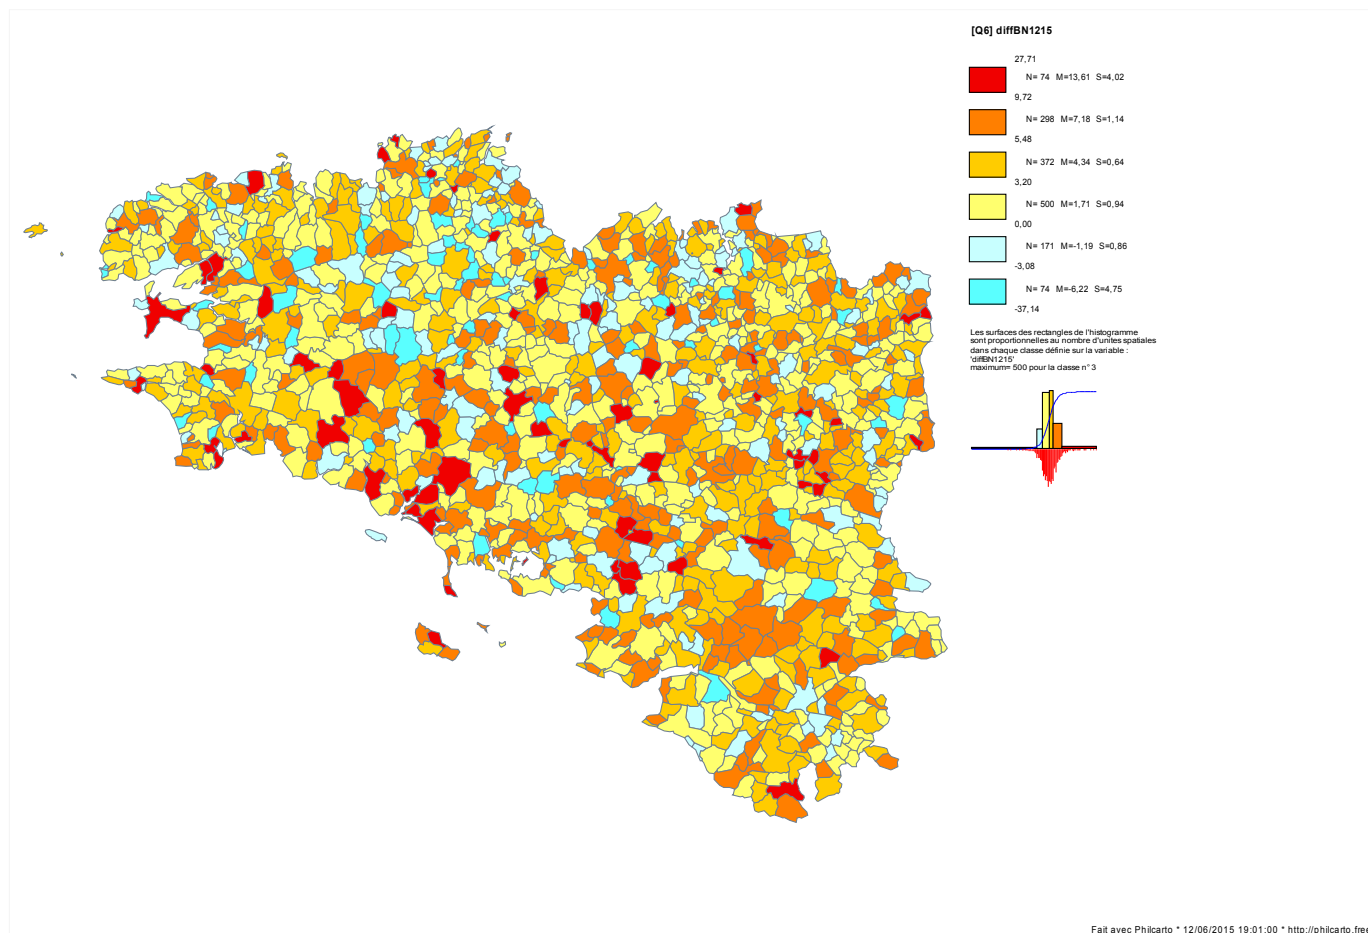 [Q6] diffBN1215
27,71
N= 74 M=13,61 S=4,02
9,72
N= 298 M=7,18 S=1,14
5,48
N= 372 M=4,34 S=0,64
3,20
N= 500 M=1,71 S=0,94
0,00
N= 171 M=-1,19 S=0,86
-3,08
N= 74 M=-6,22 S=4,75
-37,14
Les surfaces des rectangles de l'histogramme
sont proportionnelles au nombre d'unites spatiales
dans chaque classe définie sur la variable :
'diffBN1215'
maximum= 500 pour la classe n° 3
Fait avec Philcarto * 12/06/2015 19:01:00 * http://philcarto.free